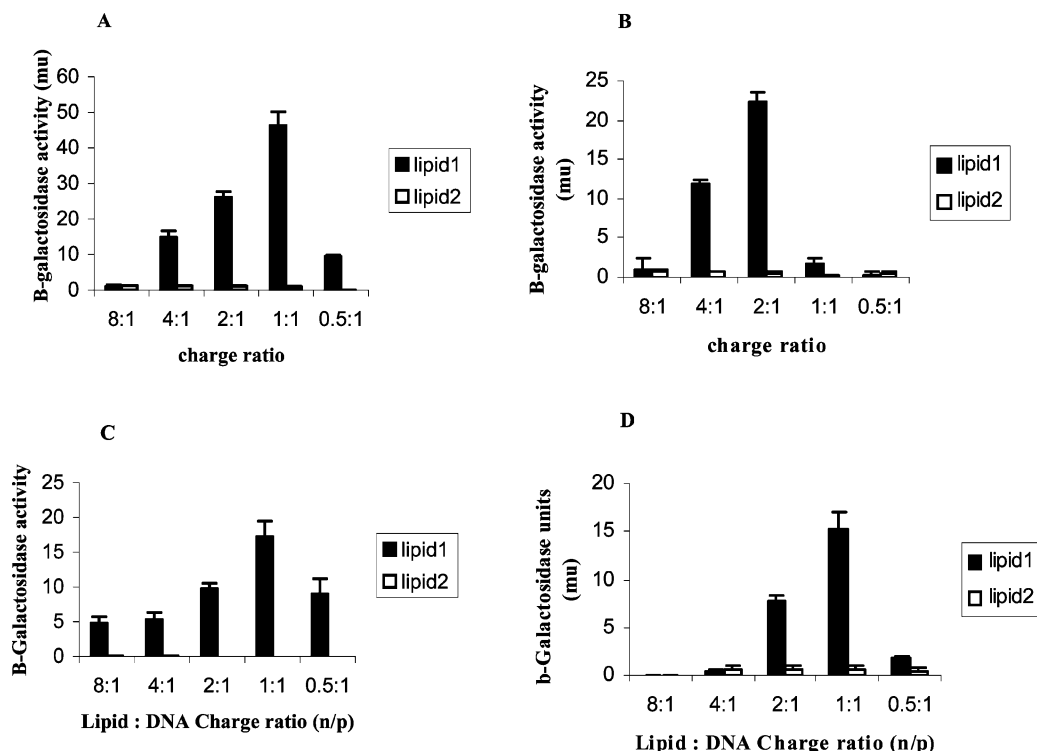 A
B-galactosidase activity (mu)
60
50
40
30
20
10
0
8:1 4:1 2:1 1:1 0.5:1
charge ratio
lipid1
lipid2
B
B-galactosidase activity
(mu)
25
20
15
10
5
0
8:1 4:1 2:1 1:1 0.5:1
charge ratio
lipid1
lipid2
C
B-Galactosidase activity
25
20
15
10
5
0
8:1 4:1 2:1 1:1 0.5:1
Lipid : DNA Charge ratio (n/p)
lipid1
lipid2
D
b-Galactosidase units
(mu)
20
15
10
5
0
8:1 4:1 2:1 1:1 0.5:1
Lipid : DNA Charge ratio (n/p)
lipid1
lipid2